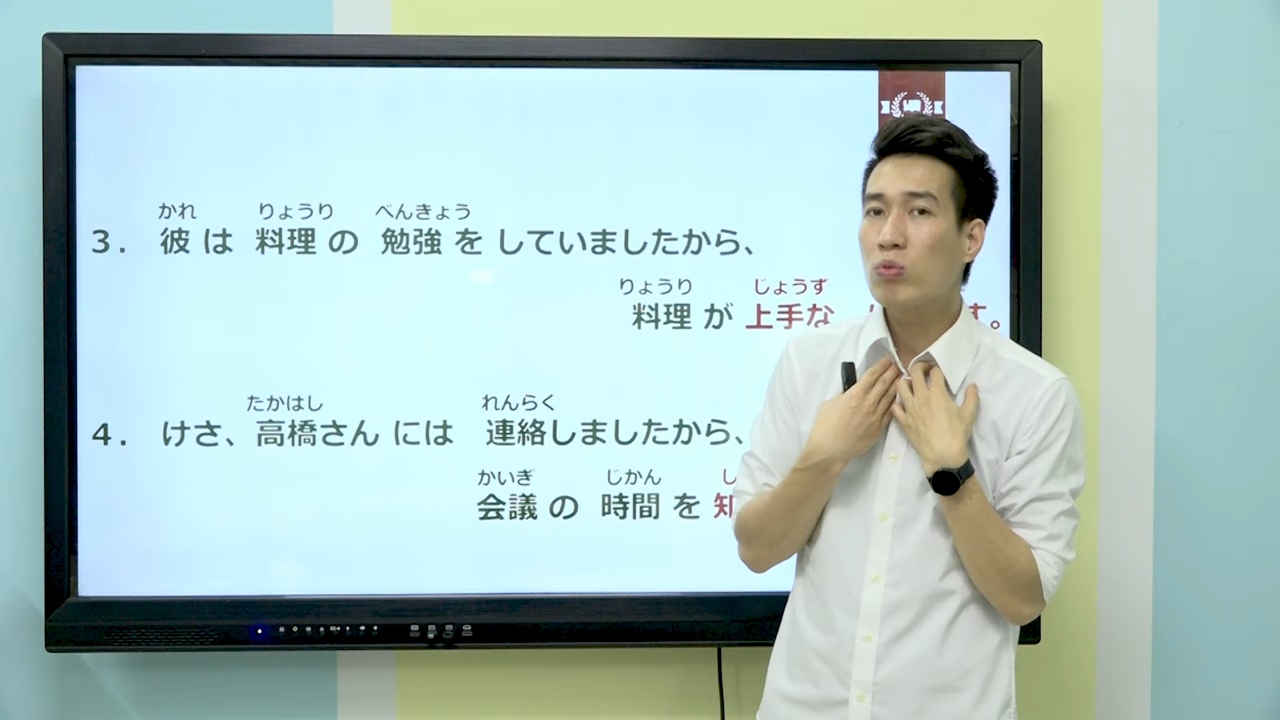 かれ りょうり べんきょう
3. 彼 は 料理 の 勉強 を していましたから、
りょうり じょうず
料理 が 上手な す。
たかはし れんらく
4. けさ、高橋さん には 連絡しましたから、
かいぎ じかん し
会議 の 時間 を 知